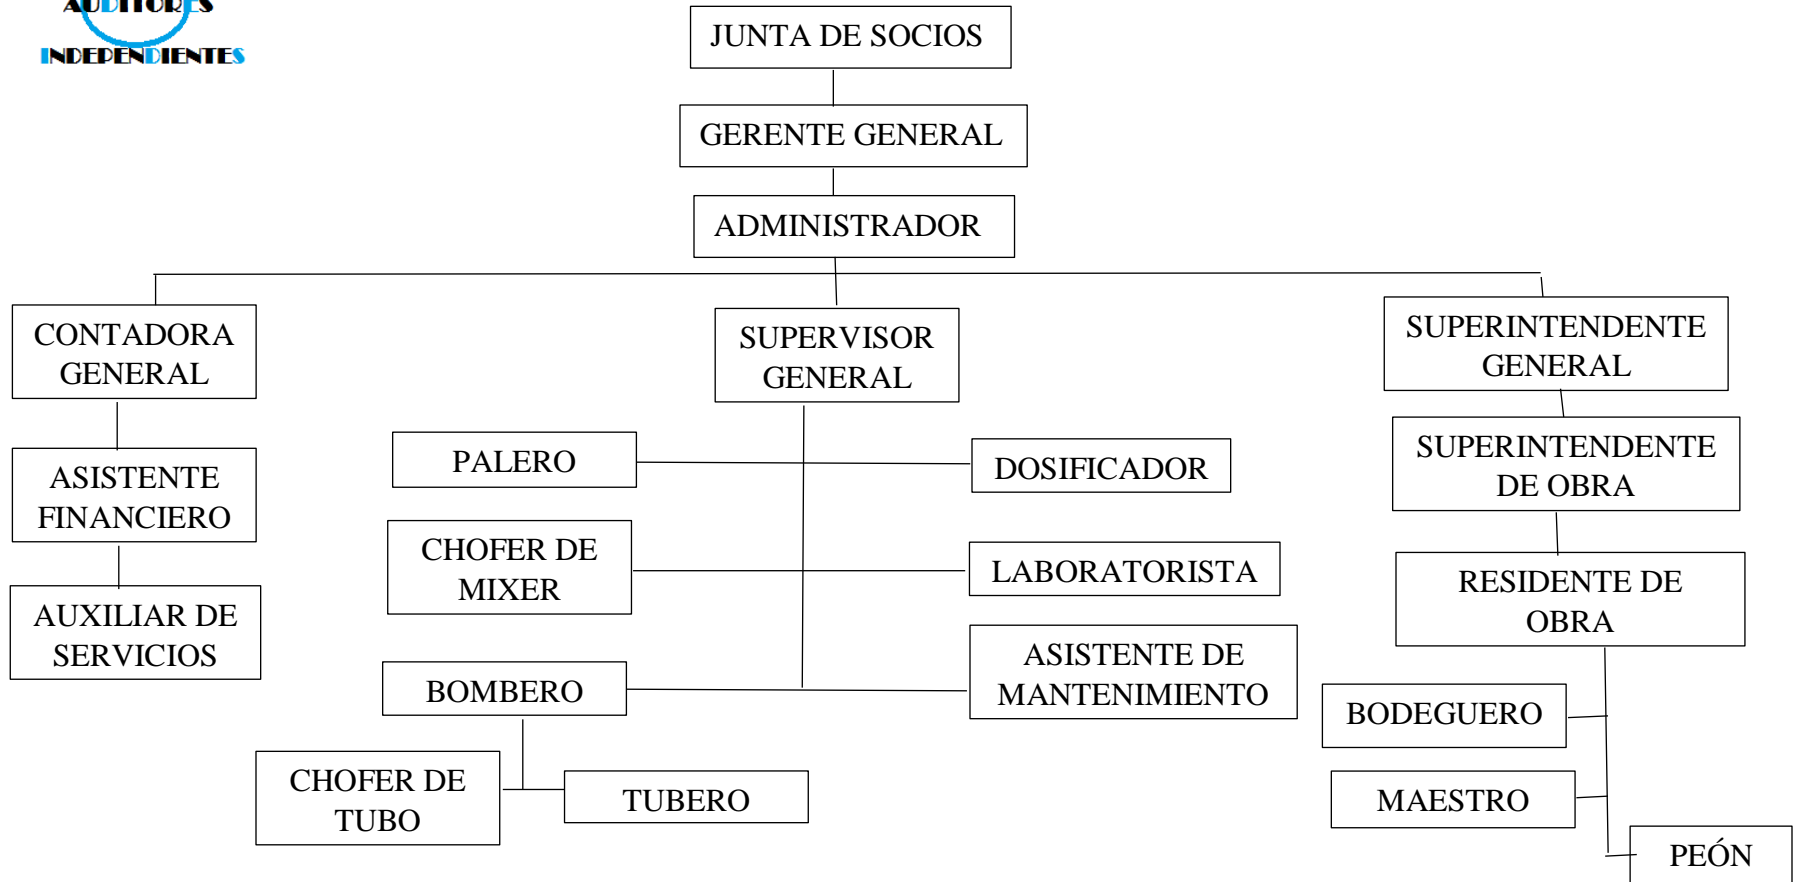 AUDITORES
INDEPENDIENTES
JUNTA DE SOCIOS
GERENTE GENERAL
ADMINISTRADOR
CONTADORA
GENERAL
ASISTENTE
FINANCIERO
AUXILIAR DE
SERVICIOS
SUPERVISOR
GENERAL
PALERO
DOSIFICADOR
CHOFER DE
MIXER
LABORATORISTA
BOMBERO
ASISTENTE DE
MANTENIMIENTO
CHOFER DE
TUBO
TUBERO
SUPERINTENDENTE
GENERAL
SUPERINTENDENTE
DE OBRA
RESIDENTE DE
OBRA
BODEGUERO
MAESTRO
PEÓN